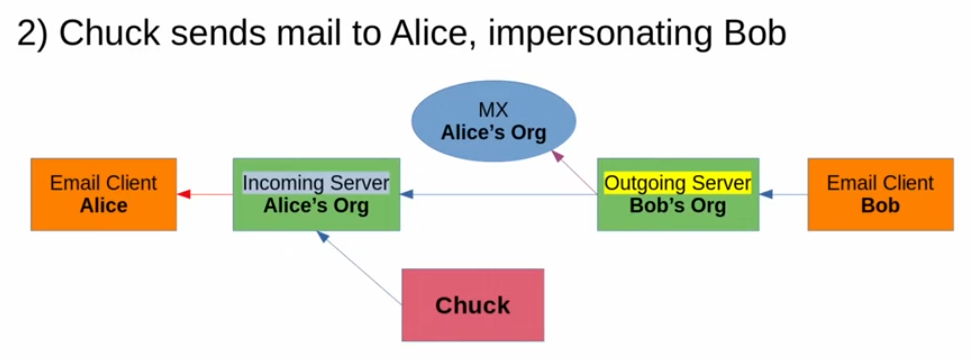 2) Chuck sends mail to Alice, impersonating Bob
MX
Alice's Org
Email Client
Alice
Incoming Server
Alice's Org
Outgoing Server
Bob's Org
Email Client
Bob
Chuck